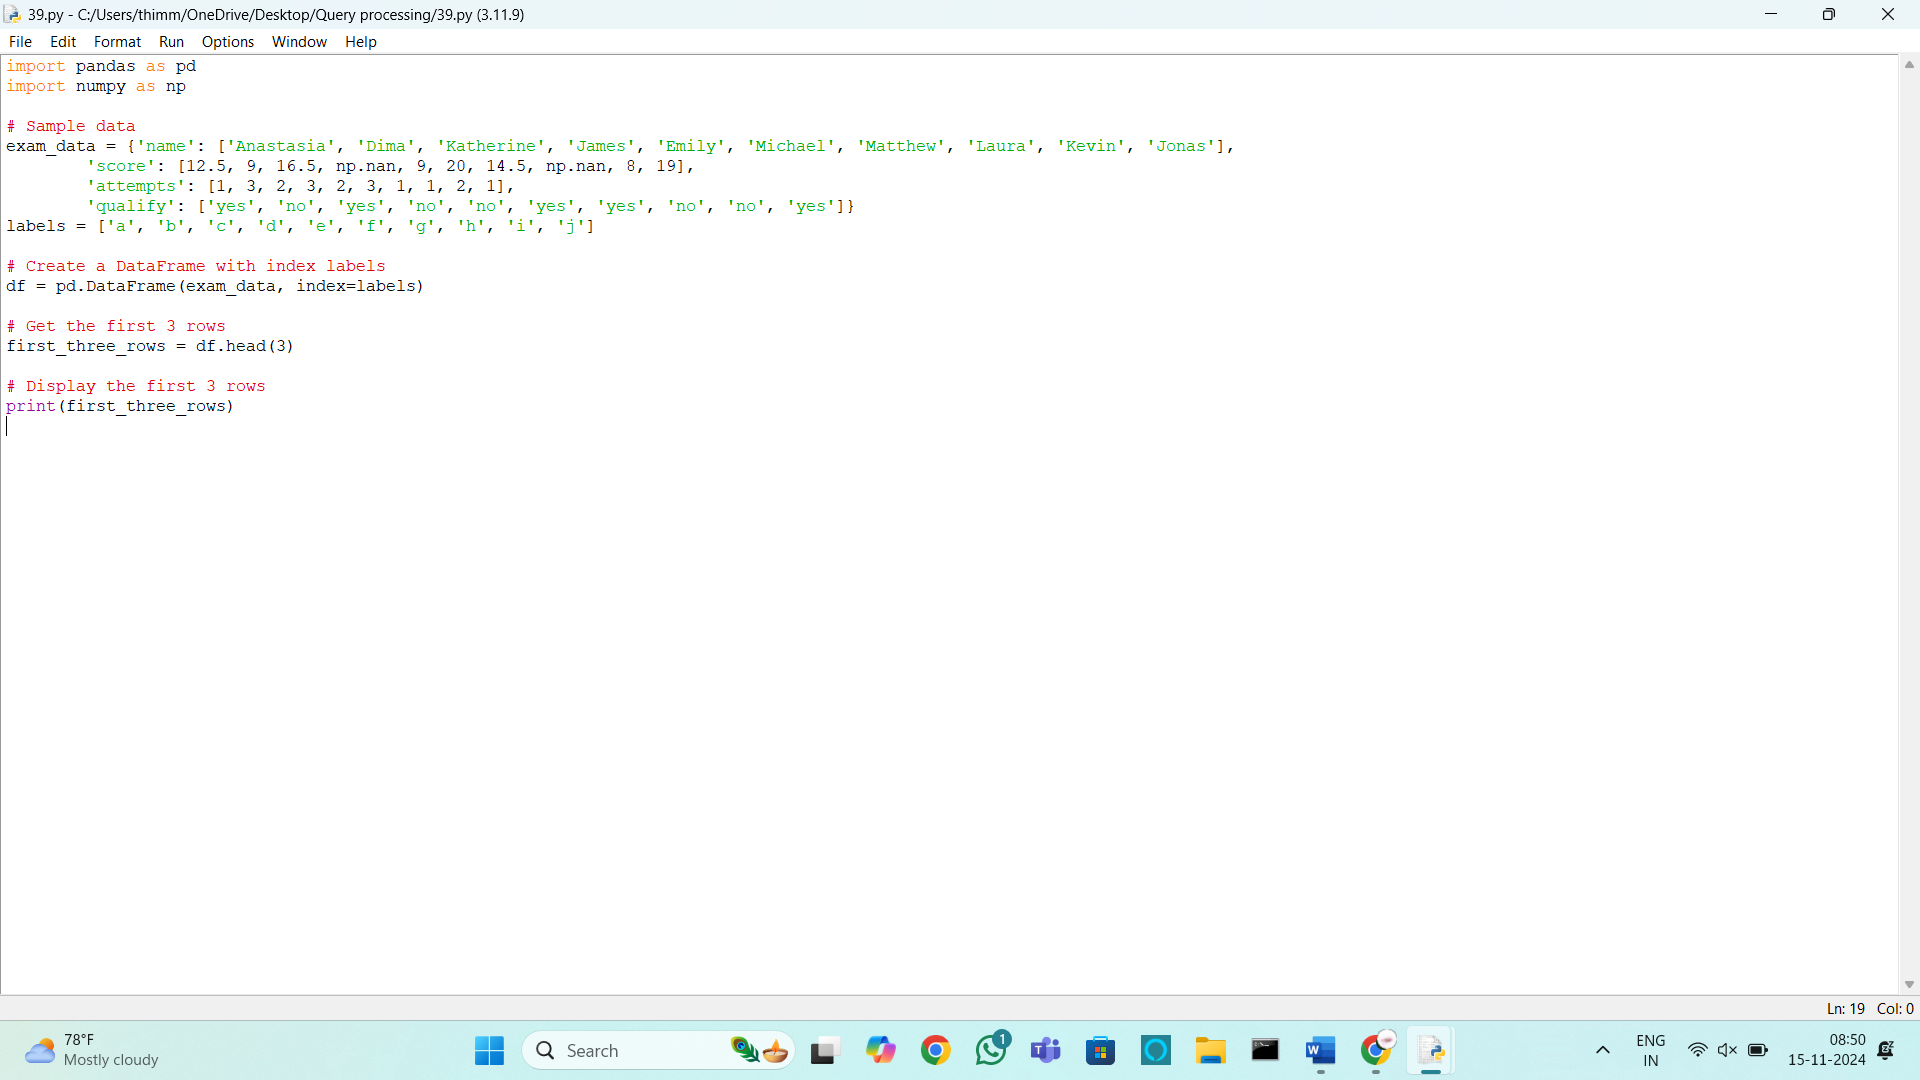 39.py - C:/Users/thimm/OneDrive/Desktop/Query processing/39.py (3.11.9)
File Edit Format Run Options Window Help
import pandas as pd
import numpy as np

# Sample data
exam_data = {'name': ['Anastasia', 'Dima', 'Katherine', 'James', 'Emily', 'Michael', 'Matthew', 'Laura', 'Kevin', 'Jonas'],
        'score': [12.5, 9, 16.5, np.nan, 9, 20, 14.5, np.nan, 8, 19],
        'attempts': [1, 3, 2, 3, 2, 3, 1, 1, 2, 1],
        'qualify': ['yes', 'no', 'yes', 'no', 'no', 'yes', 'yes', 'no', 'no', 'yes']}
labels = ['a', 'b', 'c', 'd', 'e', 'f', 'g', 'h', 'i', 'j']

# Create a DataFrame with index labels
df = pd.DataFrame(exam_data, index=labels)

# Get the first 3 rows
first_three_rows = df.head(3)

# Display the first 3 rows
print(first_three_rows)
Ln: 19 Col: 0
78°F
Mostly cloudy
Search
1
ENG
IN
08:50
15-11-2024